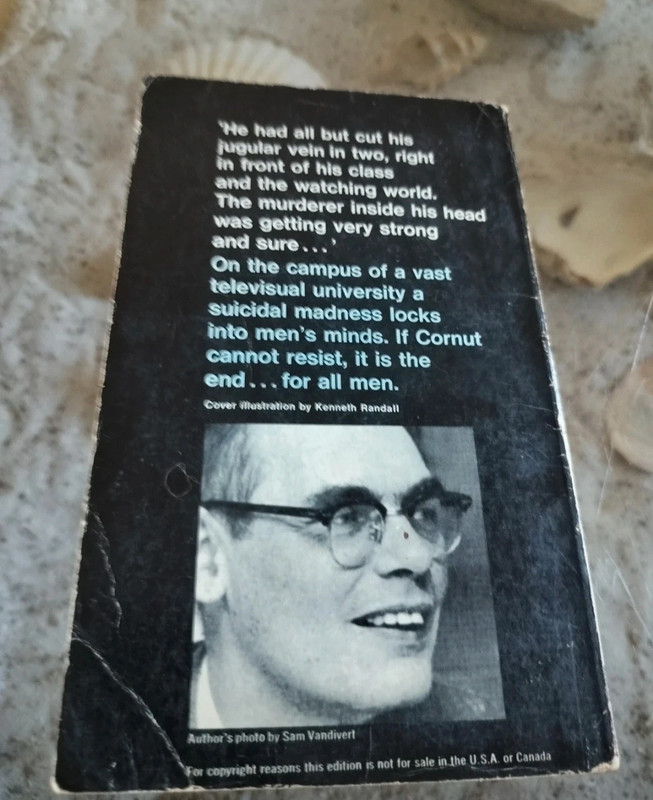 'He had all but cut his
jugular vein in two, right
in front of his class
and the watching world.
The murderer inside his head
was getting very strong
and sure...'
On the campus of a vast
televisual university a
suicidal madness locks
into men's minds. If Cornut
cannot resist, it is the
end...for all men.
Cover illustration by Kenneth Randall
Author's photo by Sam Vandivert
For copyright reasons this edition is not for sale in the U.S.A. or Canada